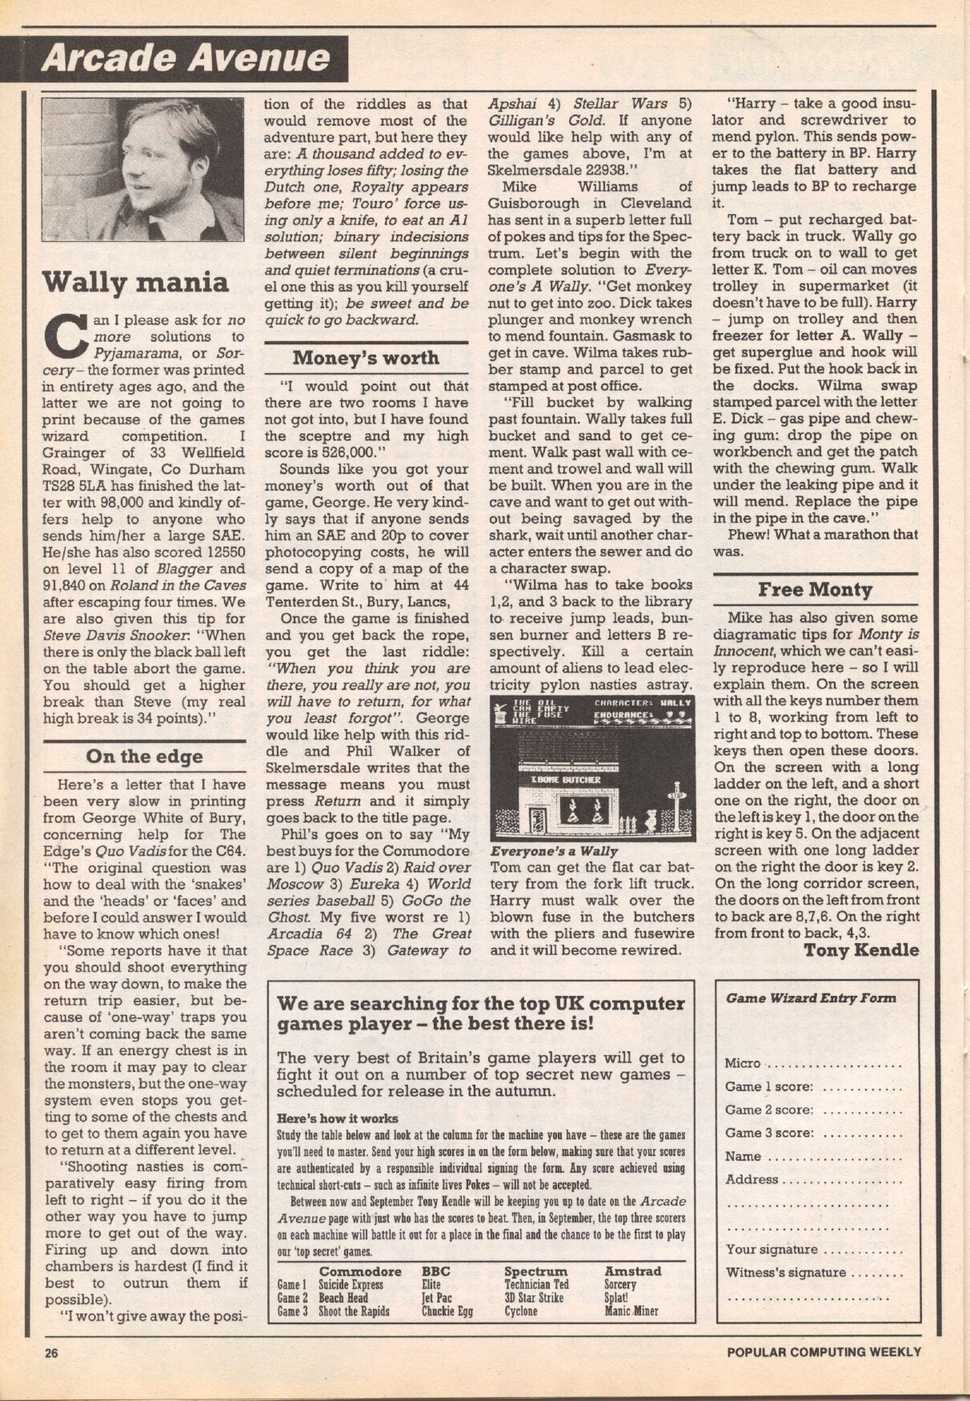 Arcade Avenue
Wally mania
Can I please ask for no
more solutions to
Pyjamarama, or Sor-
cery – the former was printed
in entirety ages ago, and the
latter we are not going to
print because of the games
wizard competition. I
Grainger of 33 Wellfield
Road, Wingate, Co Durham
TS28 5LA has finished the lat-
ter with 98,000 and kindly of-
fers help to anyone who
sends him/her a large SAE.
He/she has also scored 12550
on level 11 of Blagger and
91,840 on Roland in the Caves
after escaping four times. We
are also given this tip for
Steve Davis Snooker: "When
there is only the black ball left
on the table abort the game.
You should get a higher
break than Steve (my real
high break is 34 points)."
On the edge
Here's a letter that I have
been very slow in printing
from George White of Bury,
concerning help for The
Edge's Quo Vadis for the C64.
"The original question was
how to deal with the 'snakes'
and the 'heads' or 'faces' and
before I could answer I would
have to know which ones!
"Some reports have it that
you should shoot everything
on the way down, to make the
return trip easier, but be-
cause of 'one-way' traps you
aren't coming back the same
way. If an energy chest is in
the room it may pay to clear
the monsters, but the one-way
system even stops you get-
ting to some of the chests and
to get to them again you have
to return at a different level.
"Shooting nasties is com-
paratively easy firing from
left to right – if you do it the
other way you have to jump
more to get out of the way.
Firing up and down into
chambers is hardest (I find it
best to outrun them if
possible).
"I won't give away the posi-
tion of the riddles as that
would remove most of the
adventure part, but here they
are: A thousand added to ev-
erything loses fifty; losing the
Dutch one, Royalty appears
before me; Touro' force us-
ing only a knife, to eat an A1
solution; binary indecisions
between silent beginnings
and quiet terminations (a cru-
el one this as you kill yourself
getting it); be sweet and be
quick to go backward.
Money's worth
"I would point out that
there are two rooms I have
not got into, but I have found
the sceptre and my high
score is 526,000."
Sounds like you got your
money's worth out of that
game, George. He very kind-
ly says that if anyone sends
him an SAE and 20p to cover
photocopying costs, he will
send a copy of a map of the
game. Write to him at 44
Tenterden St., Bury, Lancs,
Once the game is finished
and you get back the rope,
you get the last riddle:
"When you think you are
there, you really are not, you
will have to return, for what
you least forgot". George
would like help with this rid-
dle and Phil Walker of
Skelmersdale writes that the
message means you must
press Return and it simply
goes back to the title page.
Phil's goes on to say "My
best buys for the Commodore
are 1) Quo Vadis 2) Raid over
Moscow 3) Eureka 4) World
series baseball 5) GoGo the
Ghost. My five worst re 1)
Arcadia 64 2) The Great
Space Race 3) Gateway to
Apshai 4) Stellar Wars 5)
Gilligan's Gold. If anyone
would like help with any of
the games above, I'm at
Skelmersdale 22938."
Mike Williams of
Guisborough in Cleveland
has sent in a superb letter full
of pokes and tips for the Spec-
trum. Let's begin with the
complete solution to Every-
one's A Wally. "Get monkey
nut to get into zoo. Dick takes
plunger and monkey wrench
to mend fountain. Gasmask to
get in cave. Wilma takes rub-
ber stamp and parcel to get
stamped at post office.
"Fill bucket by walking
past fountain. Wally takes full
bucket and sand to get ce-
ment. Walk past wall with ce-
ment and trowel and wall will
be built. When you are in the
cave and want to get out with-
out being savaged by the
shark, wait until another char-
acter enters the sewer and do
a character swap.
"Wilma has to take books
1,2, and 3 back to the library
to receive jump leads, bun-
sen burner and letters B re-
spectively. Kill a certain
amount of aliens to lead elec-
tricity pylon nasties astray.
THE OIL
CAN EMPTY
THE FUSE
WIRE
CHARACTER: WALLY
ENDURANCE:
T.BONE BUTCHER
Everyone's a Wally
Tom can get the flat car bat-
tery from the fork lift truck.
Harry must walk over the
blown fuse in the butchers
with the pliers and fusewire
and it will become rewired.
"Harry – take a good insu-
lator and screwdriver to
mend pylon. This sends pow-
er to the battery in BP. Harry
takes the flat battery and
jump leads to BP to recharge
it.
Tom – put recharged bat-
tery back in truck. Wally go
from truck on to wall to get
letter K. Tom – oil can moves
trolley in supermarket (it
doesn't have to be full). Harry
– jump on trolley and then
freezer for letter A. Wally –
get superglue and hook will
be fixed. Put the hook back in
the docks. Wilma swap
stamped parcel with the letter
E. Dick – gas pipe and chew-
ing gum: drop the pipe on
workbench and get the patch
with the chewing gum. Walk
under the leaking pipe and it
will mend. Replace the pipe
in the pipe in the cave."
Phew! What a marathon that
was.
Free Monty
Mike has also given some
diagramatic tips for Monty is
Innocent, which we can't easi-
ly reproduce here – so I will
explain them. On the screen
with all the keys number them
1 to 8, working from left to
right and top to bottom. These
keys then open these doors.
On the screen with a long
ladder on the left, and a short
one on the right, the door on
the left is key 1, the door on the
right is key 5. On the adjacent
screen with one long ladder
on the right the door is key 2.
On the long corridor screen,
the doors on the left from front
to back are 8,7,6. On the right
from front to back, 4,3.
Tony Kendle
We are searching for the top UK computer
games player – the best there is!
The very best of Britain's game players will get to
fight it out on a number of top secret new games –
scheduled for release in the autumn.
Here's how it works
Study the table below and look at the column for the machine you have – these are the games
you'll need to master. Send your high scores in on the form below, making sure that your scores
are authenticated by a responsible individual signing the form. Any score achieved using
technical short-cuts – such as infinite lives Pokes – will not be accepted.
Between now and September Tony Kendle will be keeping you up to date on the Arcade
Avenue page with just who has the scores to beat. Then, in September, the top three scorers
on each machine will battle it out for a place in the final and the chance to be the first to play
our 'top secret' games.
Commodore BBC Spectrum Amstrad
Game 1 Suicide Express Elite Technician Ted Sorcery
Game 2 Beach Head Jet Pac 3D Star Strike Splat!
Game 3 Shoot the Rapids Chuckie Egg Cyclone Manic Miner
Game Wizard Entry Form
Micro ....................
Game 1 score: ............
Game 2 score: ............
Game 3 score: ............
Name ....................
Address ..................
........................
........................
Your signature ............
Witness's signature ........
........................
26
POPULAR COMPUTING WEEKLY